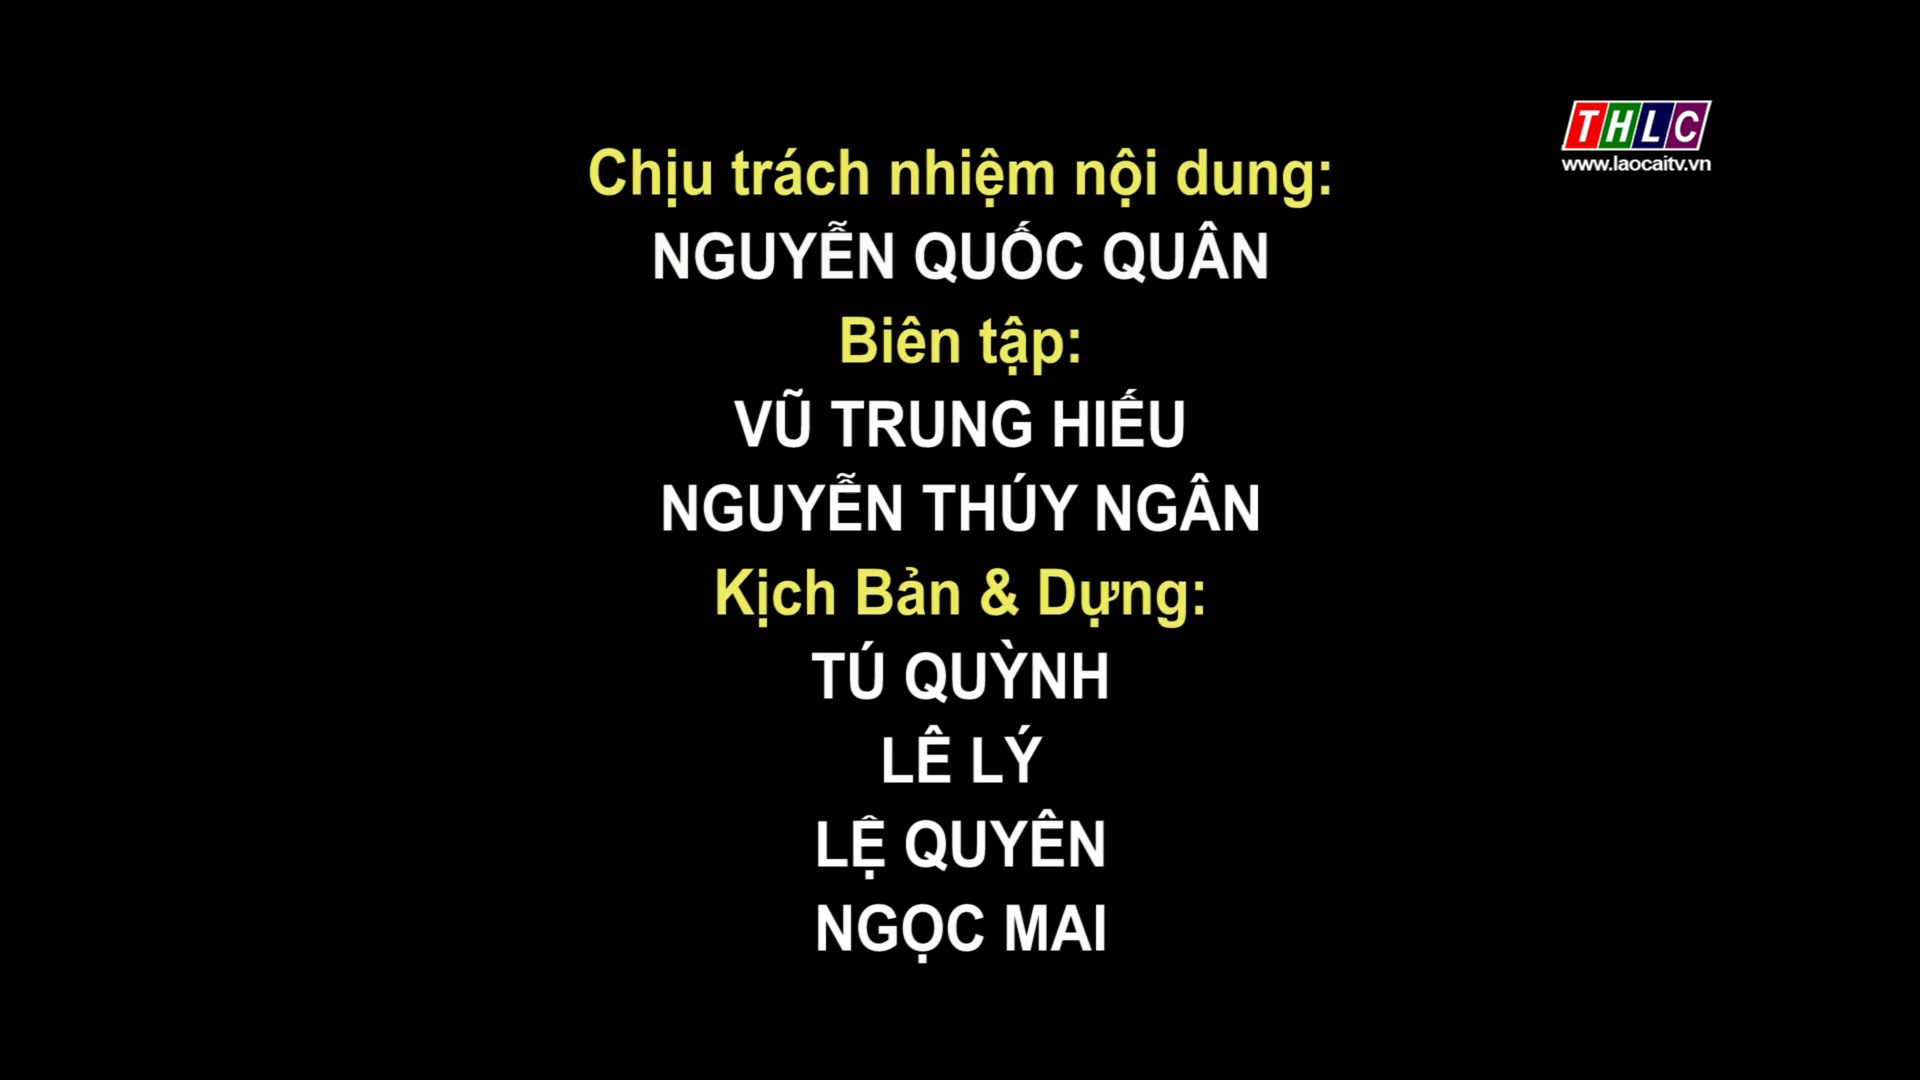 THLC
www.laocaitv.vn
Chịu trách nhiệm nội dung:
NGUYỄN QUỐC QUÂN
Biên tập:
VŨ TRUNG HIẾU
NGUYỄN THÚY NGÂN
Kịch Bản & Dựng:
TÚ QUỲNH
LÊ LÝ
LỆ QUYÊN
NGỌC MAI